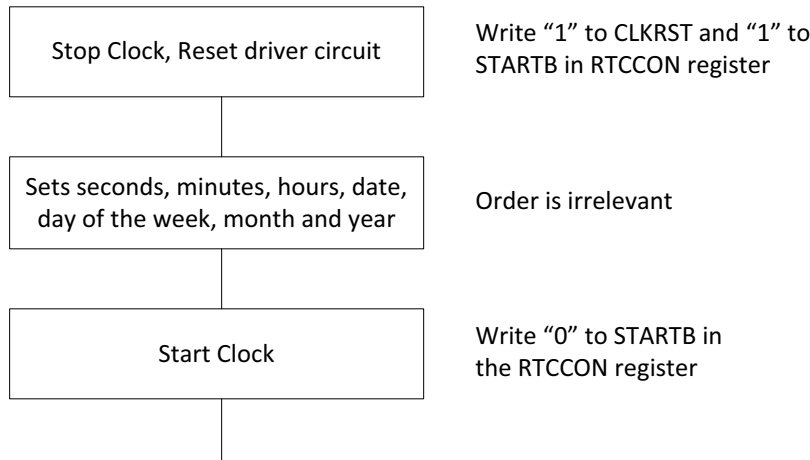 Stop Clock, Reset driver circuit
Write “1” to CLKRST and “1” to
STARTB in RTCCON register
Sets seconds, minutes, hours, date,
day of the week, month and year
Order is irrelevant
Start Clock
Write “0” to STARTB in
the RTCCON register